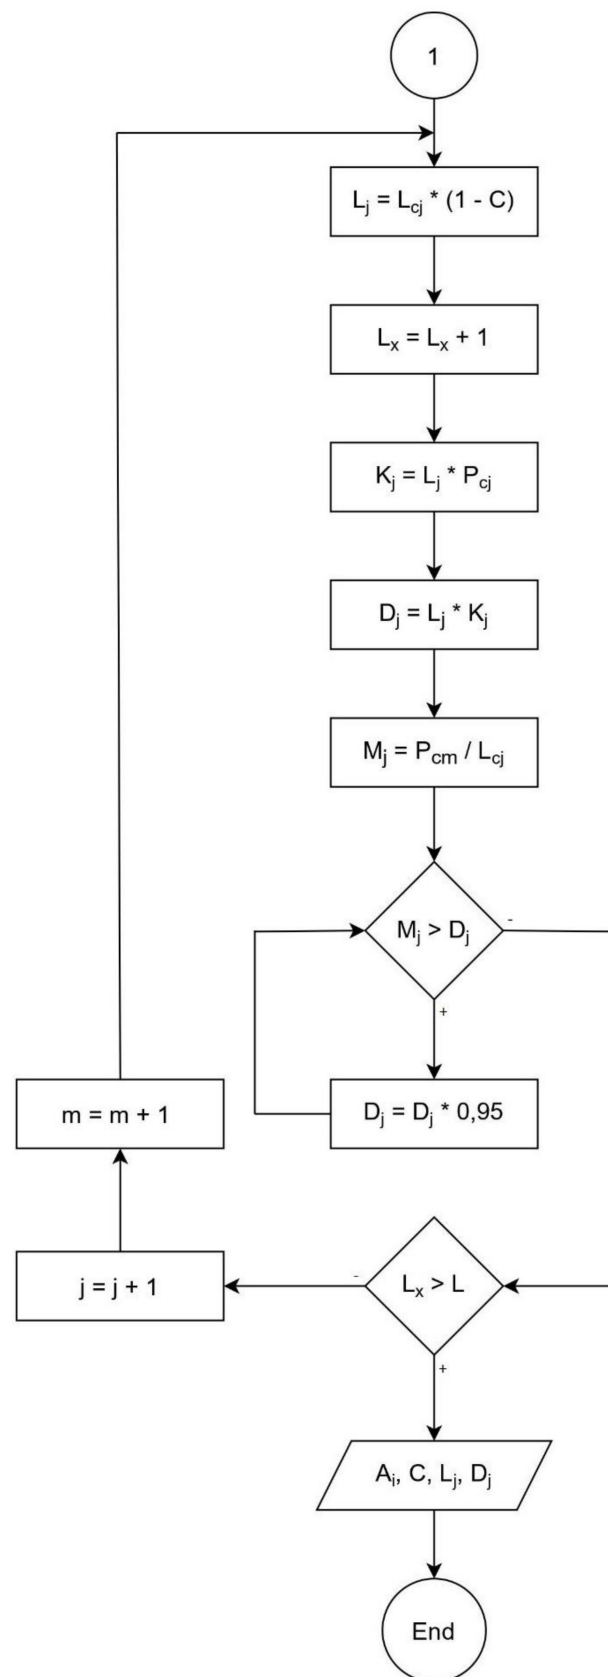 1
L_j = L_cj * (1 - C)
L_x = L_x + 1
K_j = L_j * P_cj
D_j = L_j * K_j
M_j = P_cm / L_cj
M_j > D_j
-
+
m = m + 1
D_j = D_j * 0,95
j = j + 1
-
L_x > L
+
A_i, C, L_j, D_j
End